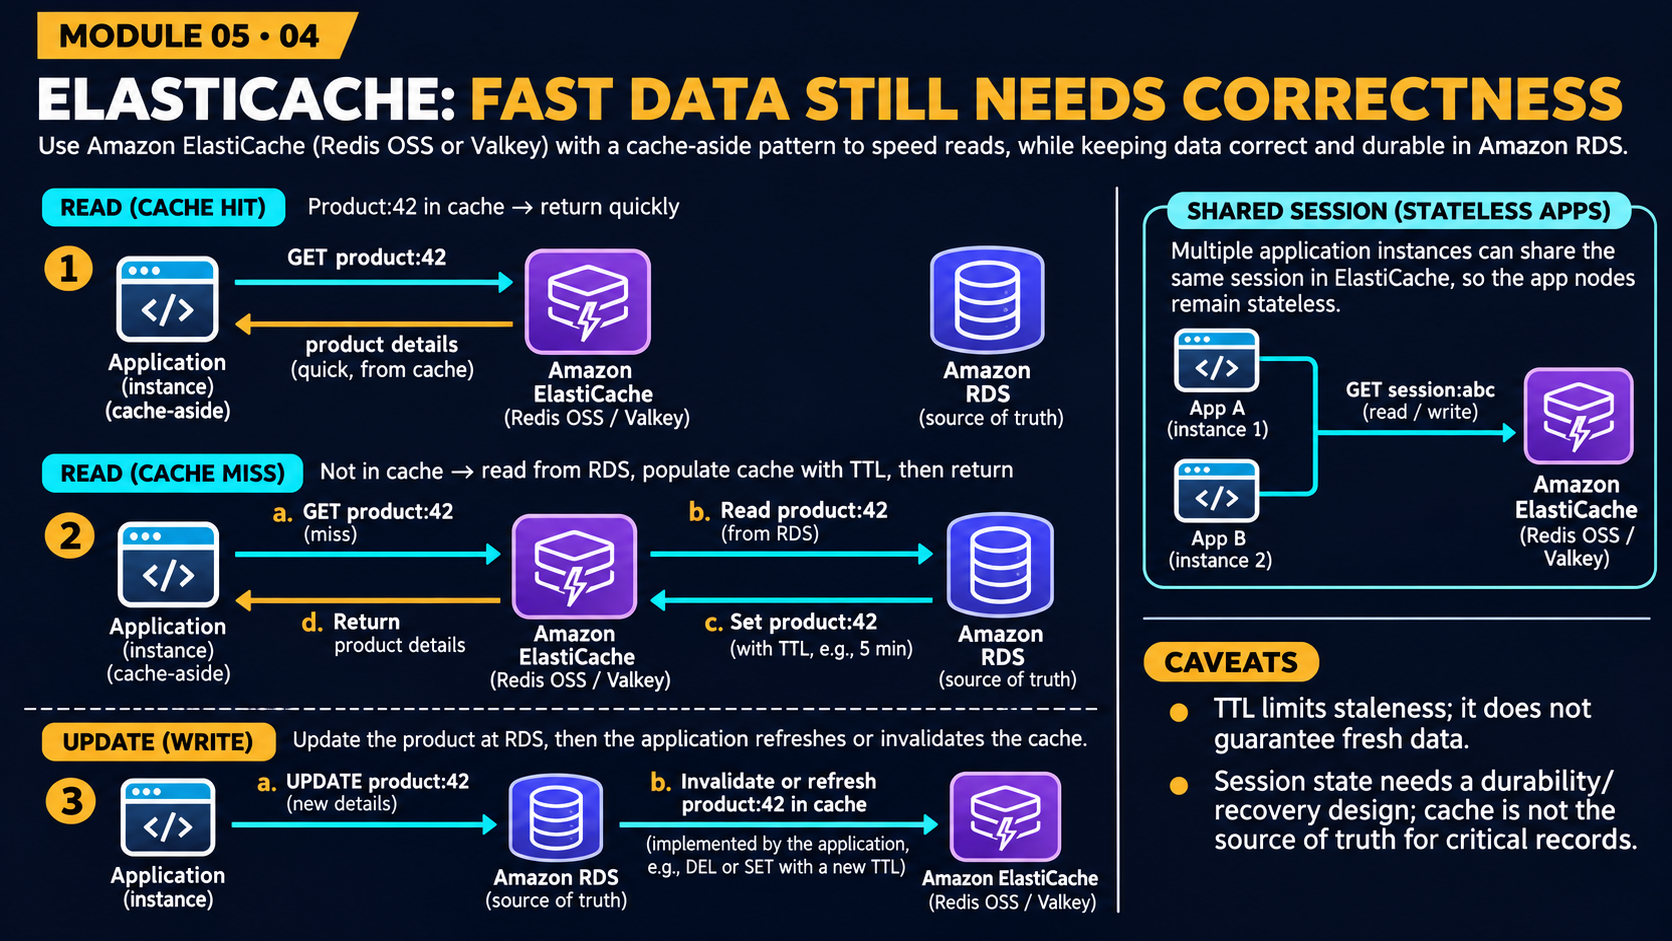 MODULE 05 • 04
ELASTICACHE: FAST DATA STILL NEEDS CORRECTNESS
Use Amazon ElastiCache (Redis OSS or Valkey) with a cache-aside pattern to speed reads, while keeping data correct and durable in Amazon RDS.
READ (CACHE HIT)
Product:42 in cache → return quickly
1
GET product:42
product details
(quick, from cache)
Application
(instance)
(cache-aside)
Amazon
ElastiCache
(Redis OSS / Valkey)
Amazon
RDS
(source of truth)
READ (CACHE MISS)
Not in cache → read from RDS, populate cache with TTL, then return
2
a. GET product:42
(miss)
b. Read product:42
(from RDS)
d. Return
product details
c. Set product:42
(with TTL, e.g., 5 min)
Application
(instance)
(cache-aside)
Amazon
ElastiCache
(Redis OSS / Valkey)
Amazon
RDS
(source of truth)
UPDATE (WRITE)
Update the product at RDS, then the application refreshes or invalidates the cache.
3
a. UPDATE product:42
(new details)
b. Invalidate or refresh
product:42 in cache
(implemented by the application,
e.g., DEL or SET with a new TTL)
Application
(instance)
Amazon RDS
(source of truth)
Amazon ElastiCache
(Redis OSS / Valkey)
SHARED SESSION (STATELESS APPS)
Multiple application instances can share the
same session in ElastiCache, so the app nodes
remain stateless.
App A
(instance 1)
GET session:abc
(read / write)
App B
(instance 2)
Amazon
ElastiCache
(Redis OSS /
Valkey)
CAVEATS
● TTL limits staleness; it does not
guarantee fresh data.
● Session state needs a durability/
recovery design; cache is not the
source of truth for critical records.